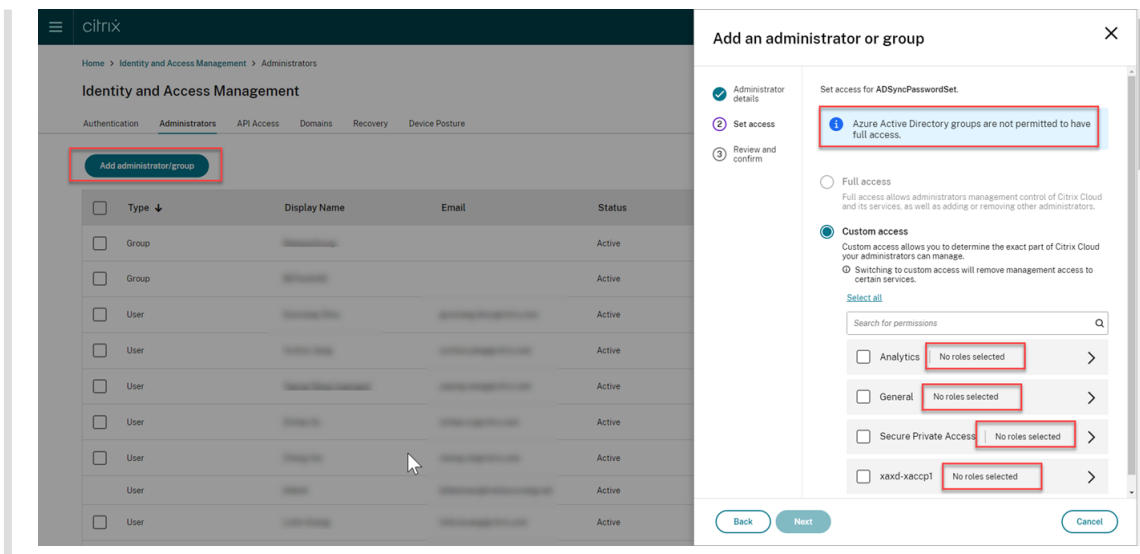 citrix
Home > Identity and Access Management > Administrators
Identity and Access Management
Authentication Administrators API Access Domains Recovery Device Posture
Add administrator/group
Type Display Name Email Status
Group Active
Group Active
User Active
User Active
User Active
User Active
User Active
User Active
User Active
Add an administrator or group
Administrator
details
2 Set access
3 Review and
confirm
Set access for ADSyncPasswordSet.
Azure Active Directory groups are not permitted to have
full access.
Full access
Full access allows administrators management control of Citrix Cloud
and its services, as well as adding or removing other administrators.
Custom access
Custom access allows you to determine the exact part of Citrix Cloud
your administrators can manage.
Switching to custom access will remove management access to
certain services.
Select all
Search for permissions
Analytics No roles selected
General No roles selected
Secure Private Access No roles selected
xaxd-xaccp1 No roles selected
Back Next Cancel